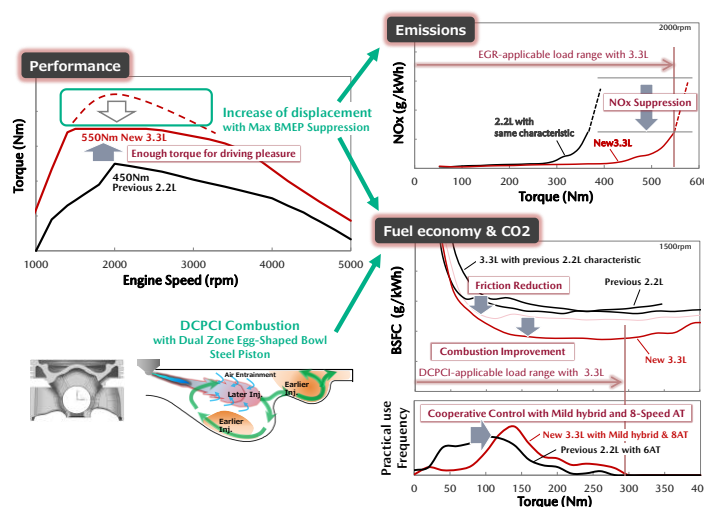 Performance
Torque (Nm)
550Nm New 3.3L
Enough torque for driving pleasure
450Nm
Previous 2.2L
1000
2000
3000
4000
5000
Engine Speed (rpm)
Increase of displacement
with Max BMEP Suppression
DCPCI Combustion
with Dual Zone Egg-Shaped Bowl
Steel Piston
Air Entrainment
Later Inj.
Earlier
Inj.
Earlier
Inj.
Emissions
2000rpm
EGR-applicable load range with 3.3L
NOx (g/kWh)
NOx Suppression
2.2L with
same characteristic
New3.3L
0
100
200
300
400
500
600
Torque (Nm)
Fuel economy & CO2
1500rpm
3.3L with previous 2.2L characteristic
Previous 2.2L
Friction Reduction
BSFC (g/kWh)
Combustion Improvement
New 3.3L
DCPCI-applicable load range with 3.3L
Practical use
Frequency
Cooperative Control with Mild hybrid and 8-Speed AT
New 3.3L with Mild hybrid & 8AT
Previous 2.2L with 6AT
0
50
100
150
200
250
300
350
400
Torque (Nm)